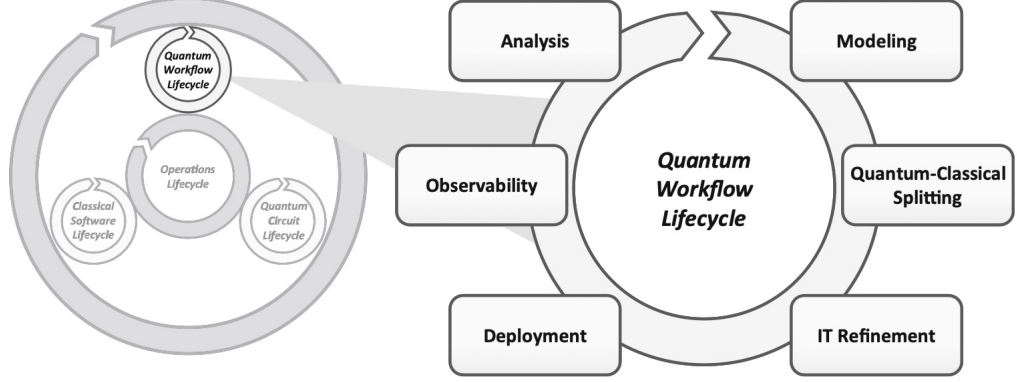 Quantum
Workflow
Lifecycle
Operations
Lifecycle
Classical
Software
Lifecycle
Quantum
Circuit
Lifecycle
Analysis
Modeling
Observability
Quantum
Workflow
Lifecycle
Quantum-Classical
Splitting
Deployment
IT Refinement